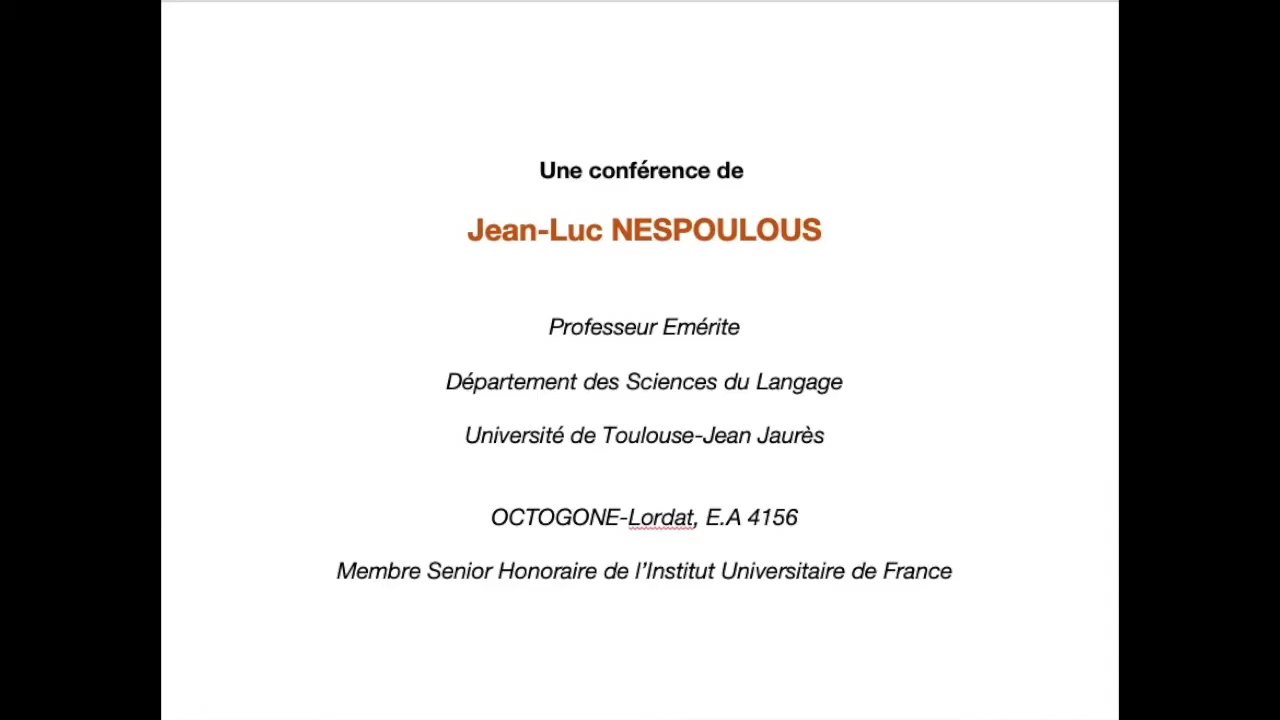 Une conférence de
Jean-Luc NESPOULOUS
Professeur Emérite
Département des Sciences du Langage
Université de Toulouse-Jean Jaurès
OCTOGONE-Lordat, E.A 4156
Membre Senior Honoraire de l’Institut Universitaire de France